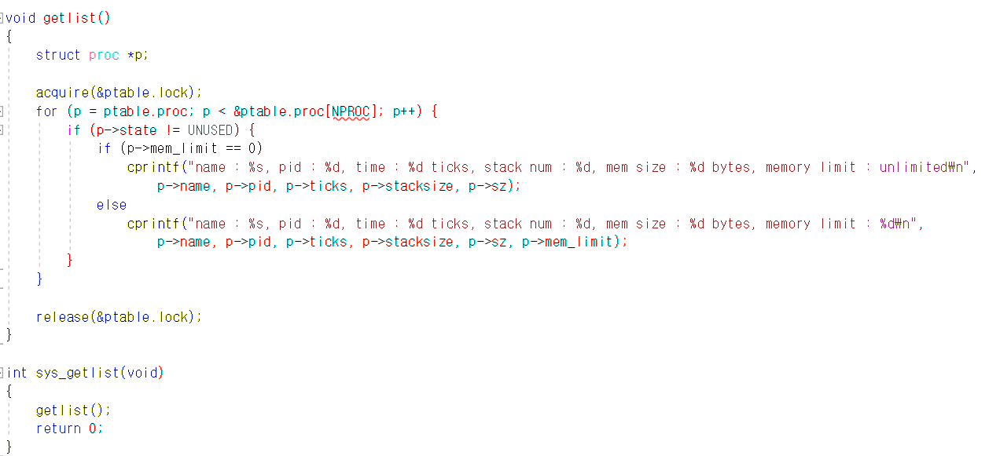 void getlist()
{
struct proc *p;
acquire(&ptable.lock);
for (p = ptable.proc; p < &ptable.proc[NPROC]; p++) {
if (p->state != UNUSED) {
if (p->mem_limit == 0)
cprintf("name : %s, pid : %d, time : %d ticks, stack num : %d, mem size : %d bytes, memory limit : unlimited₩n",
p->name, p->pid, p->ticks, p->stacksize, p->sz);
else
cprintf("name : %s, pid : %d, time : %d ticks, stack num : %d, mem size : %d bytes, memory limit : %d₩n",
p->name, p->pid, p->ticks, p->stacksize, p->sz, p->mem_limit);
}
}
release(&ptable.lock);
}
int sys_getlist(void)
{
getlist();
return 0;
}